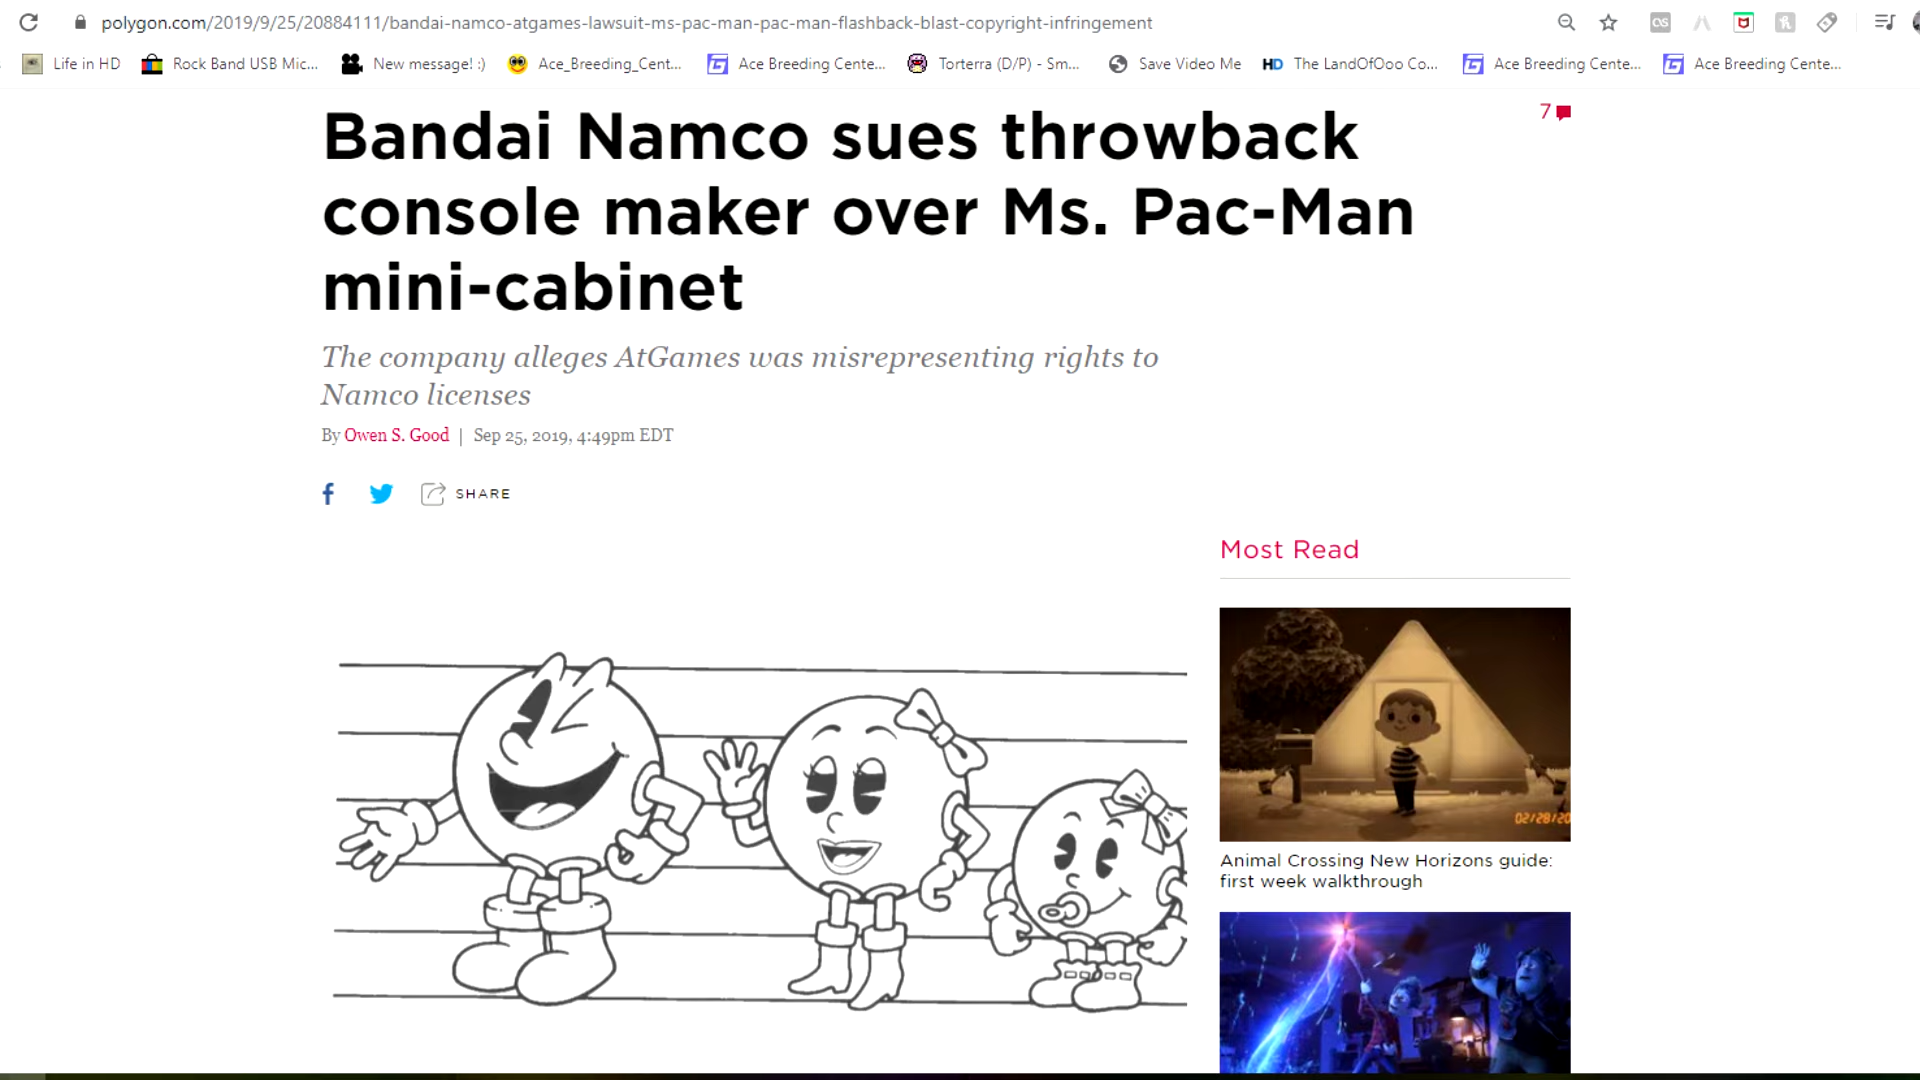 polygon.com/2019/9/25/20884111/bandai-namco-atgames-lawsuit-ms-pac-man-pac-man-flashback-blast-copyright-infringement
Life in HD Rock Band USB Mic... New message! :) Ace_Breeding_Cent... Ace Breeding Cente... Torterra (D/P) - Sm... Save Video Me HD The LandOfOoo Co... Ace Breeding Cente... Ace Breeding Cente...
Bandai Namco sues throwback
console maker over Ms. Pac-Man
mini-cabinet
7
The company alleges AtGames was misrepresenting rights to
Namco licenses
By Owen S. Good | Sep 25, 2019, 4:49pm EDT
SHARE
Most Read
02/28/20
Animal Crossing New Horizons guide:
first week walkthrough